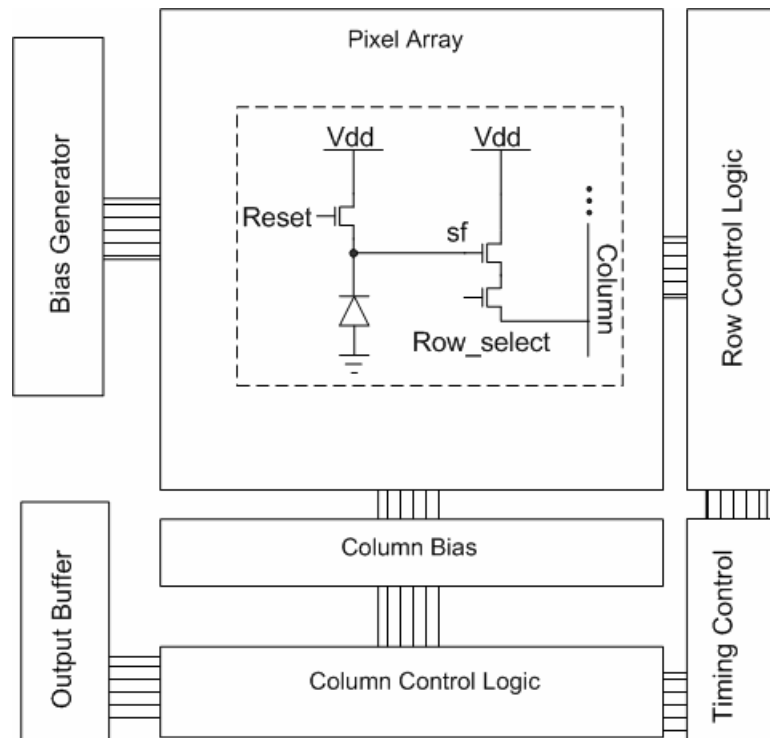 Pixel Array
Bias Generator
Vdd
Vdd
Reset
sf
Column
Row_select
Row Control Logic
Column Bias
Output Buffer
Column Control Logic
Timing Control